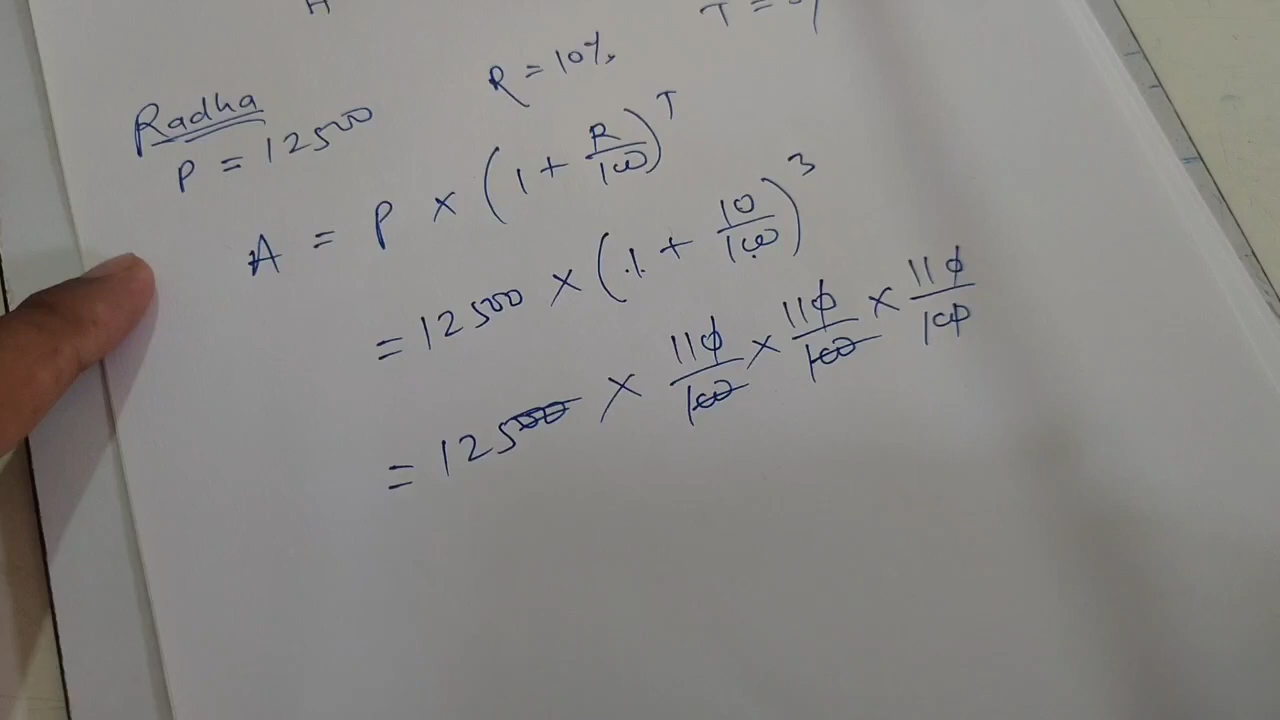 T =
R = 10%
Radha
P = 12500
A = P × (1 + R/100)^T
= 12500 × (1 + 10/100)^3
= 12500 × 110/100 × 110/100 × 110/100